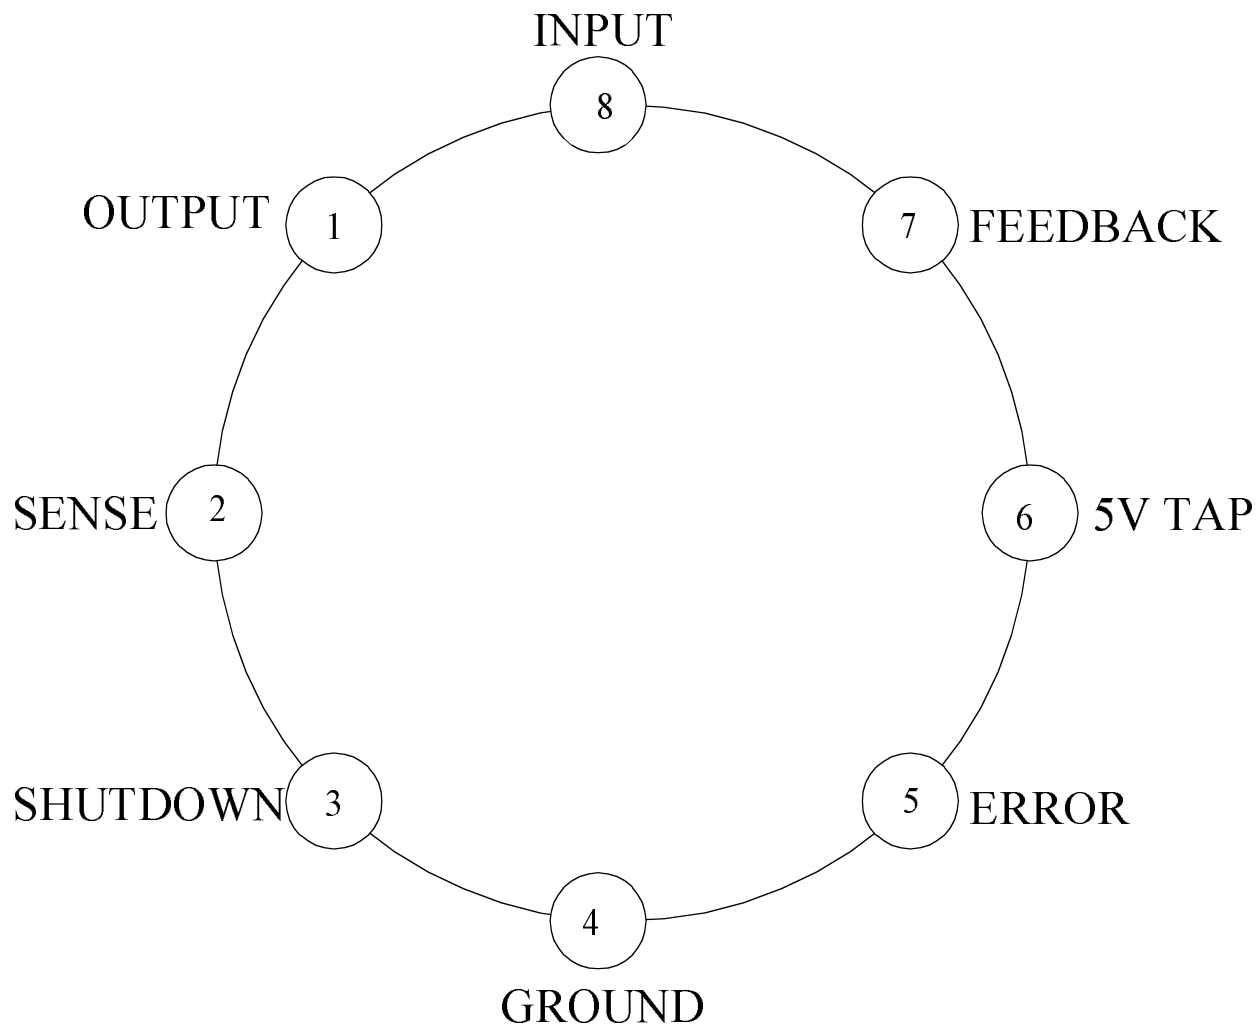 INPUT
8
OUTPUT
1
7
FEEDBACK
SENSE
2
6
5V TAP
SHUTDOWN
3
5
ERROR
4
GROUND